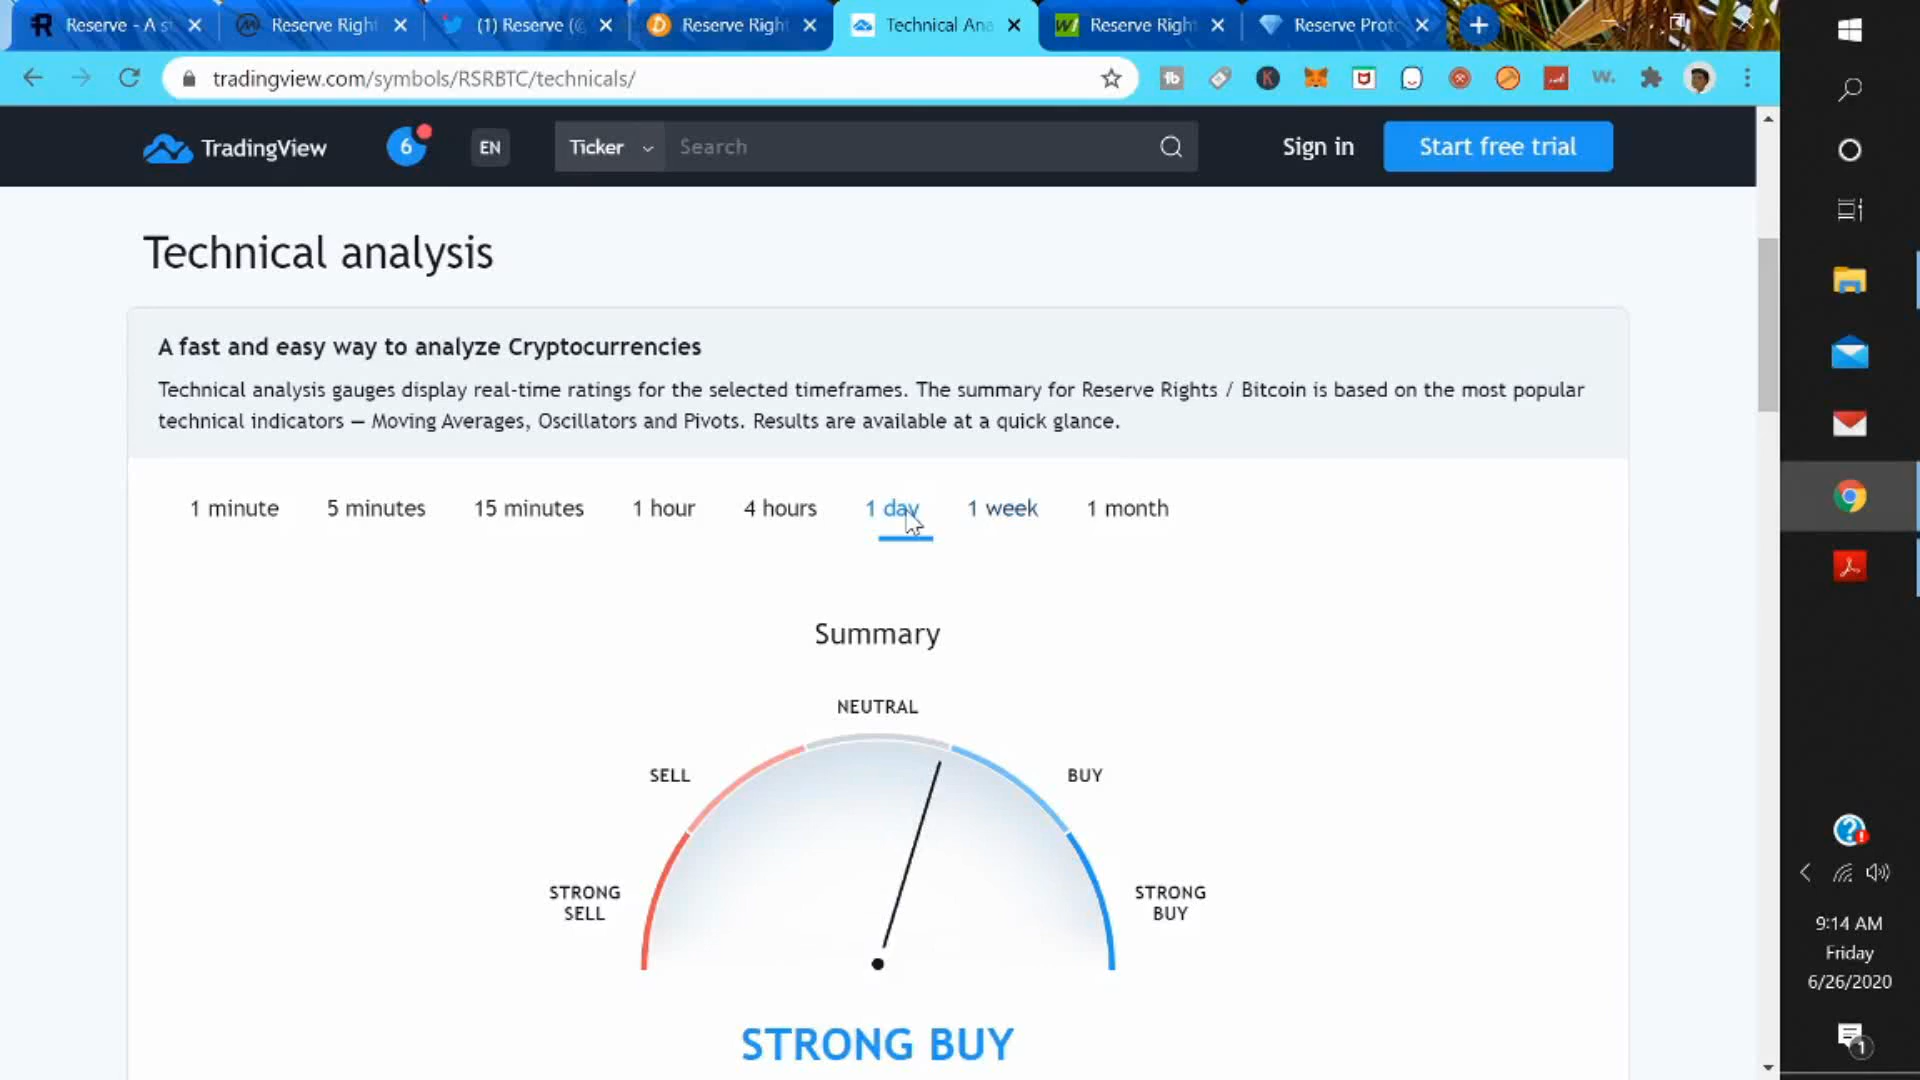 Reserve - A s
Reserve Righ
(1) Reserve (@
Reserve Righ
Technical Ana
Reserve Righ
Reserve Proto
tradingview.com/symbols/RSRBTC/technicals/
TradingView
6
EN
Ticker
Search
Sign in
Start free trial
Technical analysis
A fast and easy way to analyze Cryptocurrencies
Technical analysis gauges display real-time ratings for the selected timeframes. The summary for Reserve Rights / Bitcoin is based on the most popular
technical indicators — Moving Averages, Oscillators and Pivots. Results are available at a quick glance.
1 minute
5 minutes
15 minutes
1 hour
4 hours
1 day
1 week
1 month
Summary
NEUTRAL
SELL
BUY
STRONG
SELL
STRONG
BUY
STRONG BUY
9:14 AM
Friday
6/26/2020
1